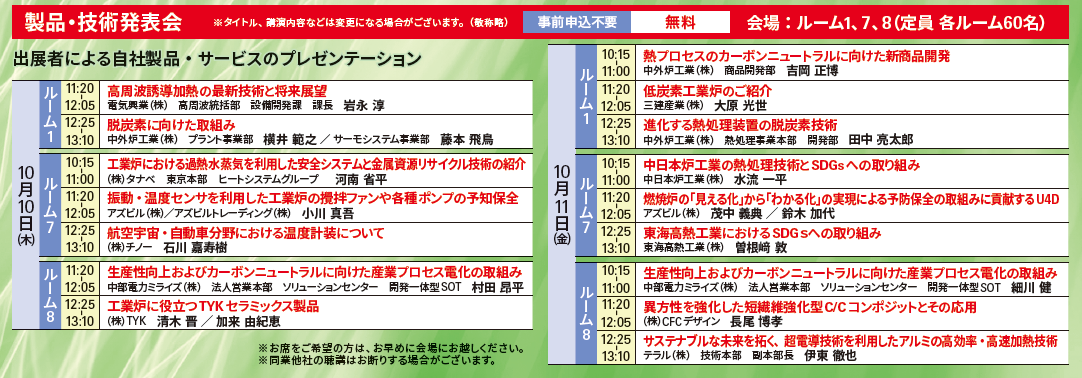 製品・技術発表会
※タイトル、講演内容などは変更になる場合がございます。（敬称略）
事前申込不要
無料
会場：ルーム1、7、8（定員 各ルーム60名）
出展者による自社製品・サービスのプレゼンテーション
10月10日（木）
ルーム1
11:20
12:05
高周波誘導加熱の最新技術と将来展望
電気興業（株） 高周波統括部 設備開発課 課長 岩永 淳
12:25
13:10
脱炭素に向けた取組み
中外炉工業（株） プラント事業部 横井 範之／サーモシステム事業部 藤本 飛鳥
ルーム7
10:15
11:00
工業炉における過熱水蒸気を利用した安全システムと金属資源リサイクル技術の紹介
（株）タナベ 東京本部 ヒートシステムグループ 河南 省平
11:20
12:05
振動・温度センサを利用した工業炉の攪拌ファンや各種ポンプの予知保全
アズビル（株）／アズビルトレーディング（株） 小川 真吾
12:25
13:10
航空宇宙・自動車分野における温度計装について
（株）チノー 石川 嘉寿樹
ルーム8
11:20
12:05
生産性向上およびカーボンニュートラルに向けた産業プロセス電化の取組み
中部電力ミライズ（株） 法人営業本部 ソリューションセンター 開発一体型SOT 村田 昂平
12:25
13:10
工業炉に役立つTYKセラミックス製品
（株）TYK 清木 晋／加来 由紀恵
※お席をご希望の方は、お早めに会場にお越しください。
※同業他社の聴講はお断りする場合がございます。
10月11日（金）
ルーム1
10:15
11:00
熱プロセスのカーボンニュートラルに向けた新商品開発
中外炉工業（株） 商品開発部 吉岡 正博
11:20
12:05
低炭素工業炉のご紹介
三建産業（株） 大原 光世
12:25
13:10
進化する熱処理装置の脱炭素技術
中外炉工業（株） 熱処理事業本部 開発部 田中 亮太郎
ルーム7
10:15
11:00
中日本炉工業の熱処理技術とSDGsへの取り組み
中日本炉工業（株） 水流 一平
11:20
12:05
燃焼炉の「見える化」から「わかる化」の実現による予防保全の取組みに貢献するU4D
アズビル（株） 茂中 義典／鈴木 加代
12:25
13:10
東海高熱工業におけるSDGsへの取組み
東海高熱工業（株） 曽根﨑 敦
ルーム8
10:15
11:00
生産性向上およびカーボンニュートラルに向けた産業プロセス電化の取組み
中部電力ミライズ（株） 法人営業本部 ソリューションセンター 開発一体型SOT 細川 健
11:20
12:05
異方性を強化した短繊維強化型C/Cコンポジットとその応用
（株）CFCデザイン 長尾 博孝
12:25
13:10
サステナブルな未来を拓く、超電導技術を利用したアルミの高効率・高速加熱技術
テラル（株） 技術本部 副本部長 伊東 徹也